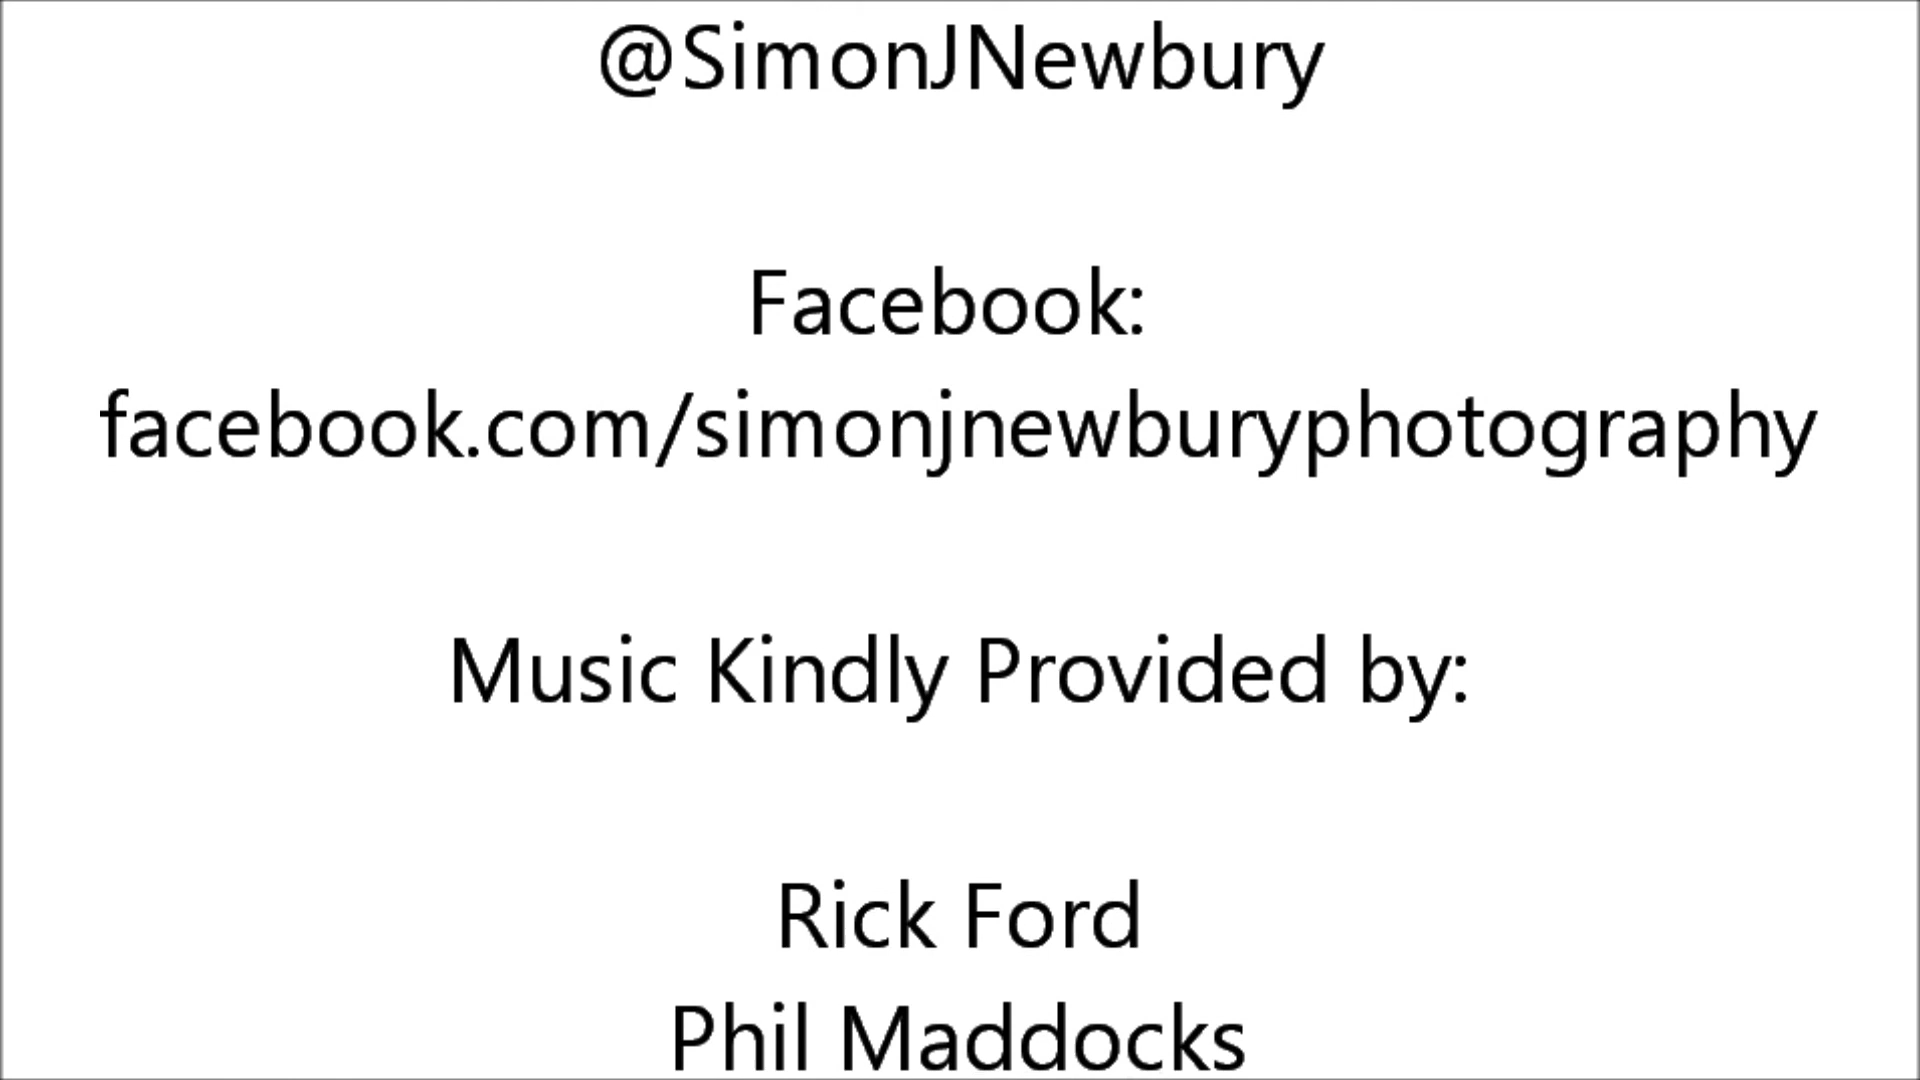 @SimonJNewbury
Facebook:
facebook.com/simonjnewburyphotography
Music Kindly Provided by:
Rick Ford
Phil Maddocks